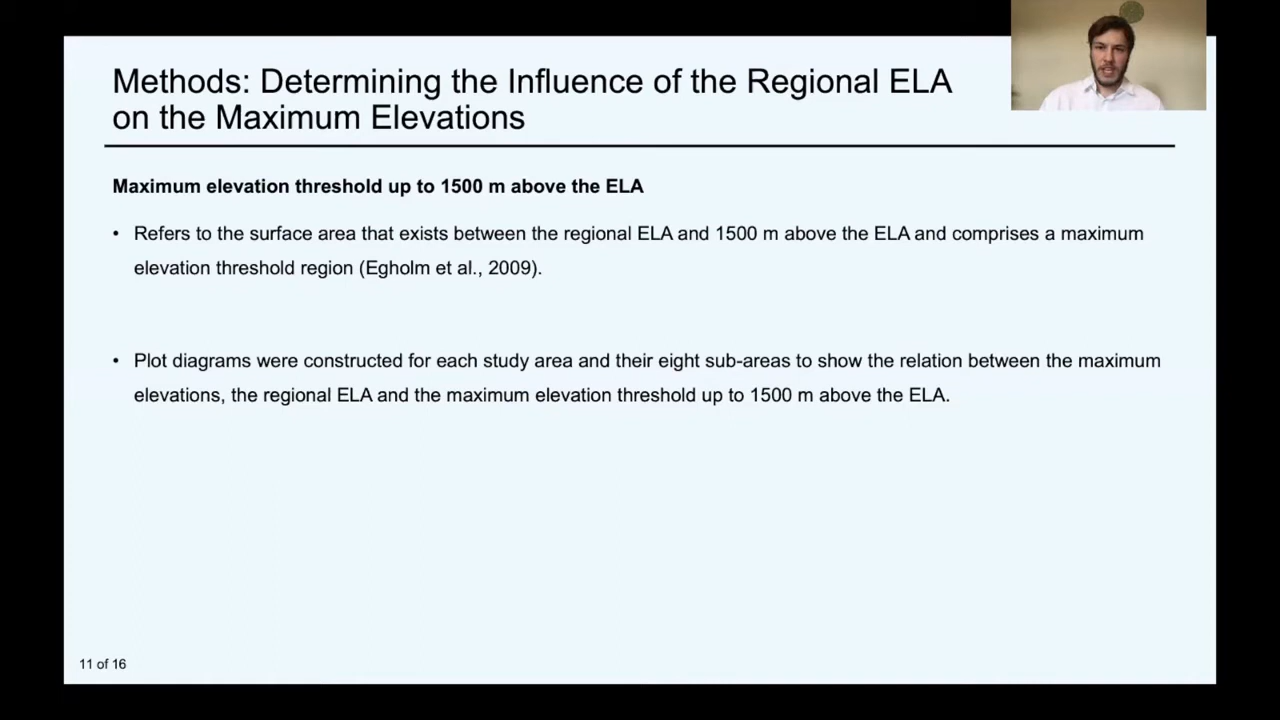 Methods: Determining the Influence of the Regional ELA
on the Maximum Elevations
Maximum elevation threshold up to 1500 m above the ELA
• Refers to the surface area that exists between the regional ELA and 1500 m above the ELA and comprises a maximum
elevation threshold region (Egholm et al., 2009).
• Plot diagrams were constructed for each study area and their eight sub-areas to show the relation between the maximum
elevations, the regional ELA and the maximum elevation threshold up to 1500 m above the ELA.
11 of 16